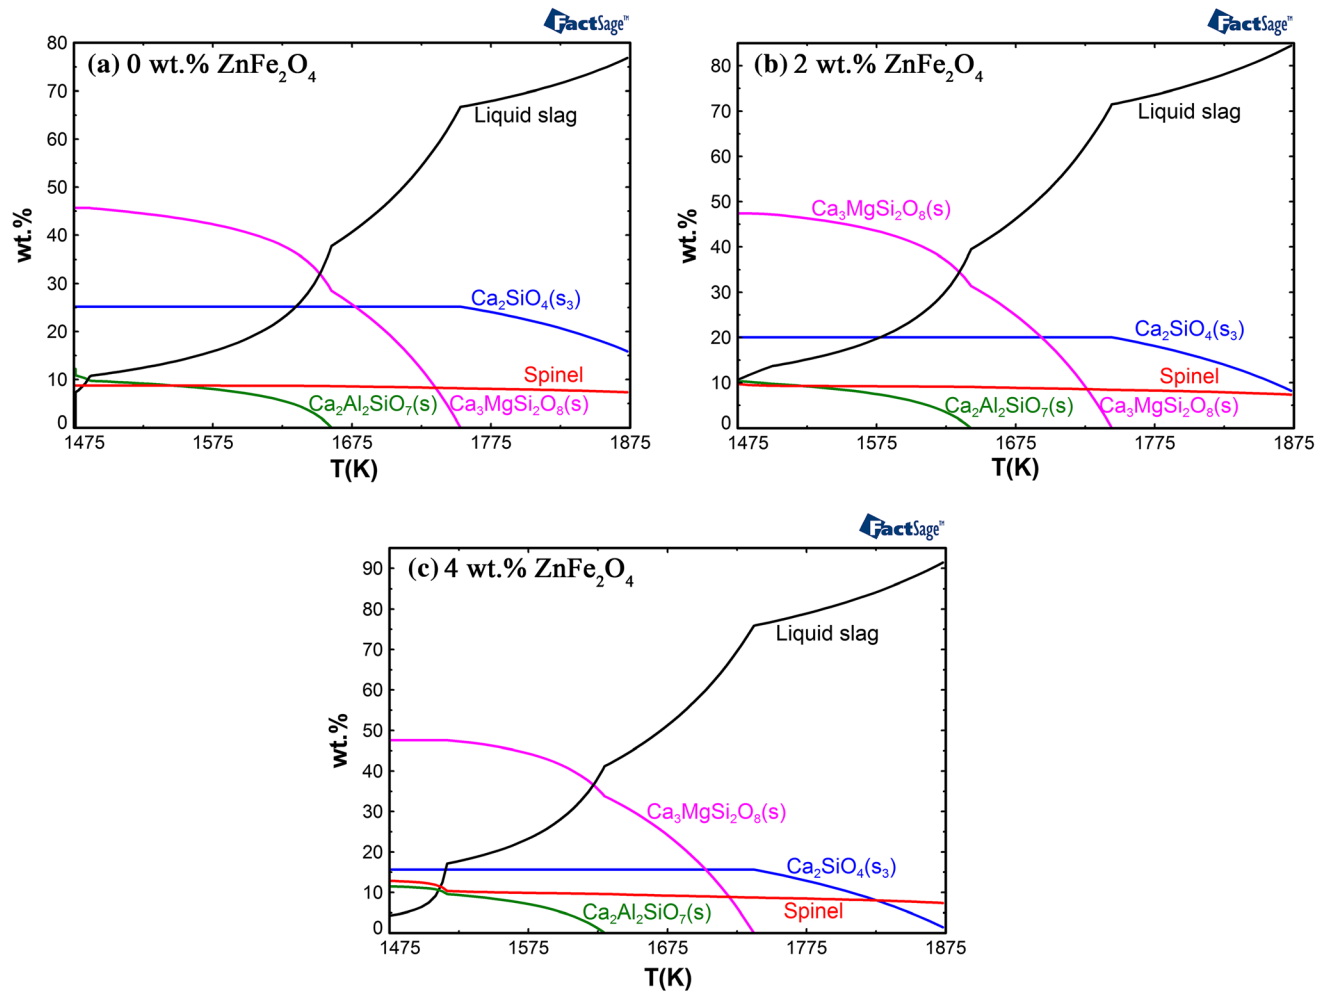 FactSage™
(a) 0 wt.% ZnFe₂O₄
80
70
60
50
40
30
20
10
0
wt.%
Liquid slag
Ca₂SiO₄(s₃)
Spinel
Ca₂Al₂SiO₇(s)
Ca₃MgSi₂O₈(s)
1475 1575 1675 1775 1875
T(K)
FactSage™
(b) 2 wt.% ZnFe₂O₄
80
70
60
50
40
30
20
10
0
wt.%
Liquid slag
Ca₃MgSi₂O₈(s)
Ca₂SiO₄(s₃)
Spinel
Ca₂Al₂SiO₇(s)
Ca₃MgSi₂O₈(s)
1475 1575 1675 1775 1875
T(K)
FactSage™
(c) 4 wt.% ZnFe₂O₄
90
80
70
60
50
40
30
20
10
0
wt.%
Liquid slag
Ca₃MgSi₂O₈(s)
Ca₂SiO₄(s₃)
Ca₂Al₂SiO₇(s)
Spinel
1475 1575 1675 1775 1875
T(K)